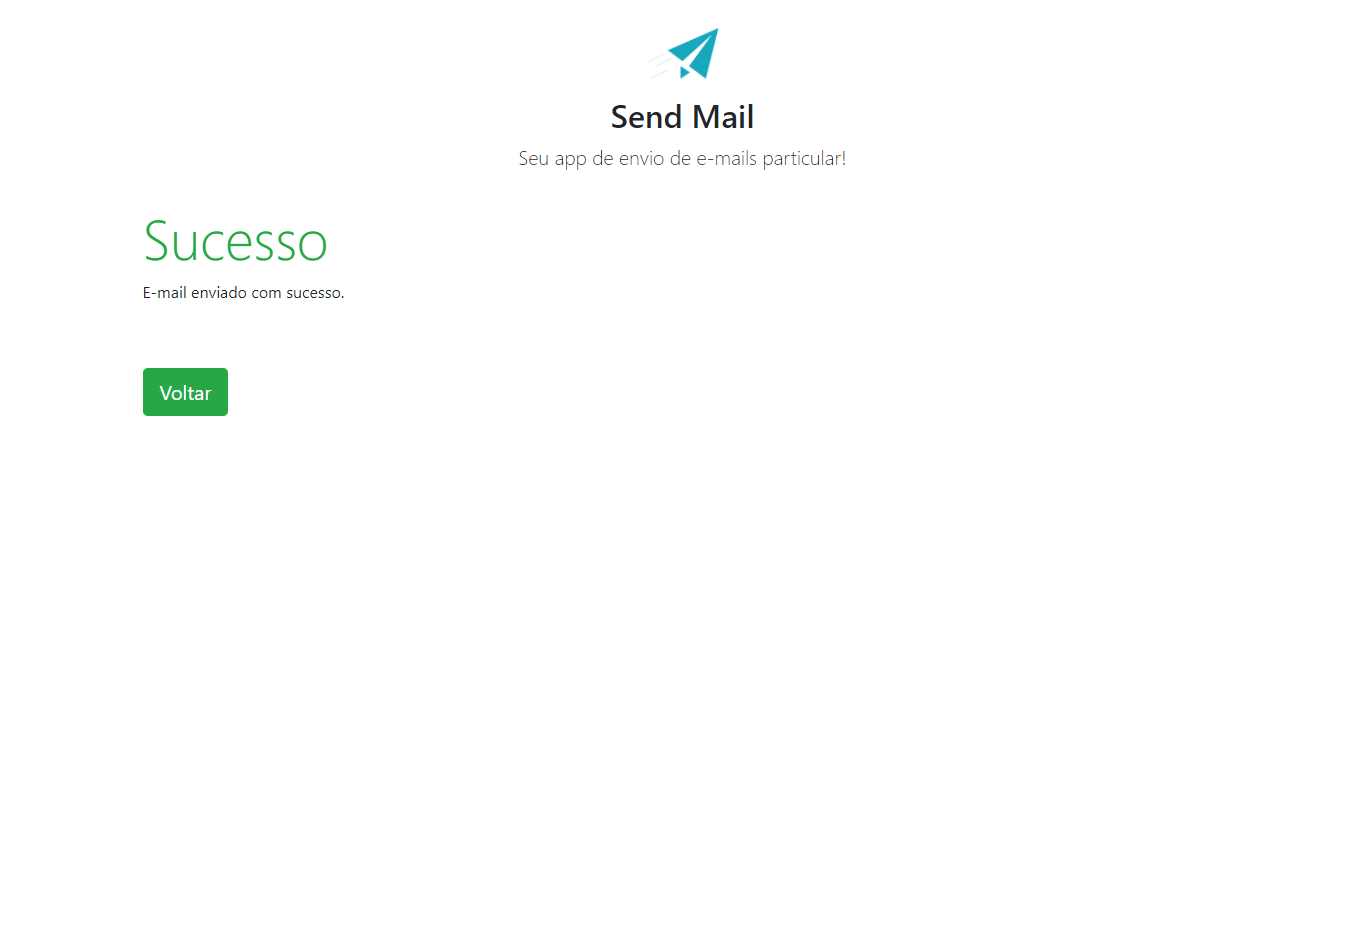 Send Mail
Seu app de envio de e-mails particular!
Sucesso
E-mail enviado com sucesso.
Voltar